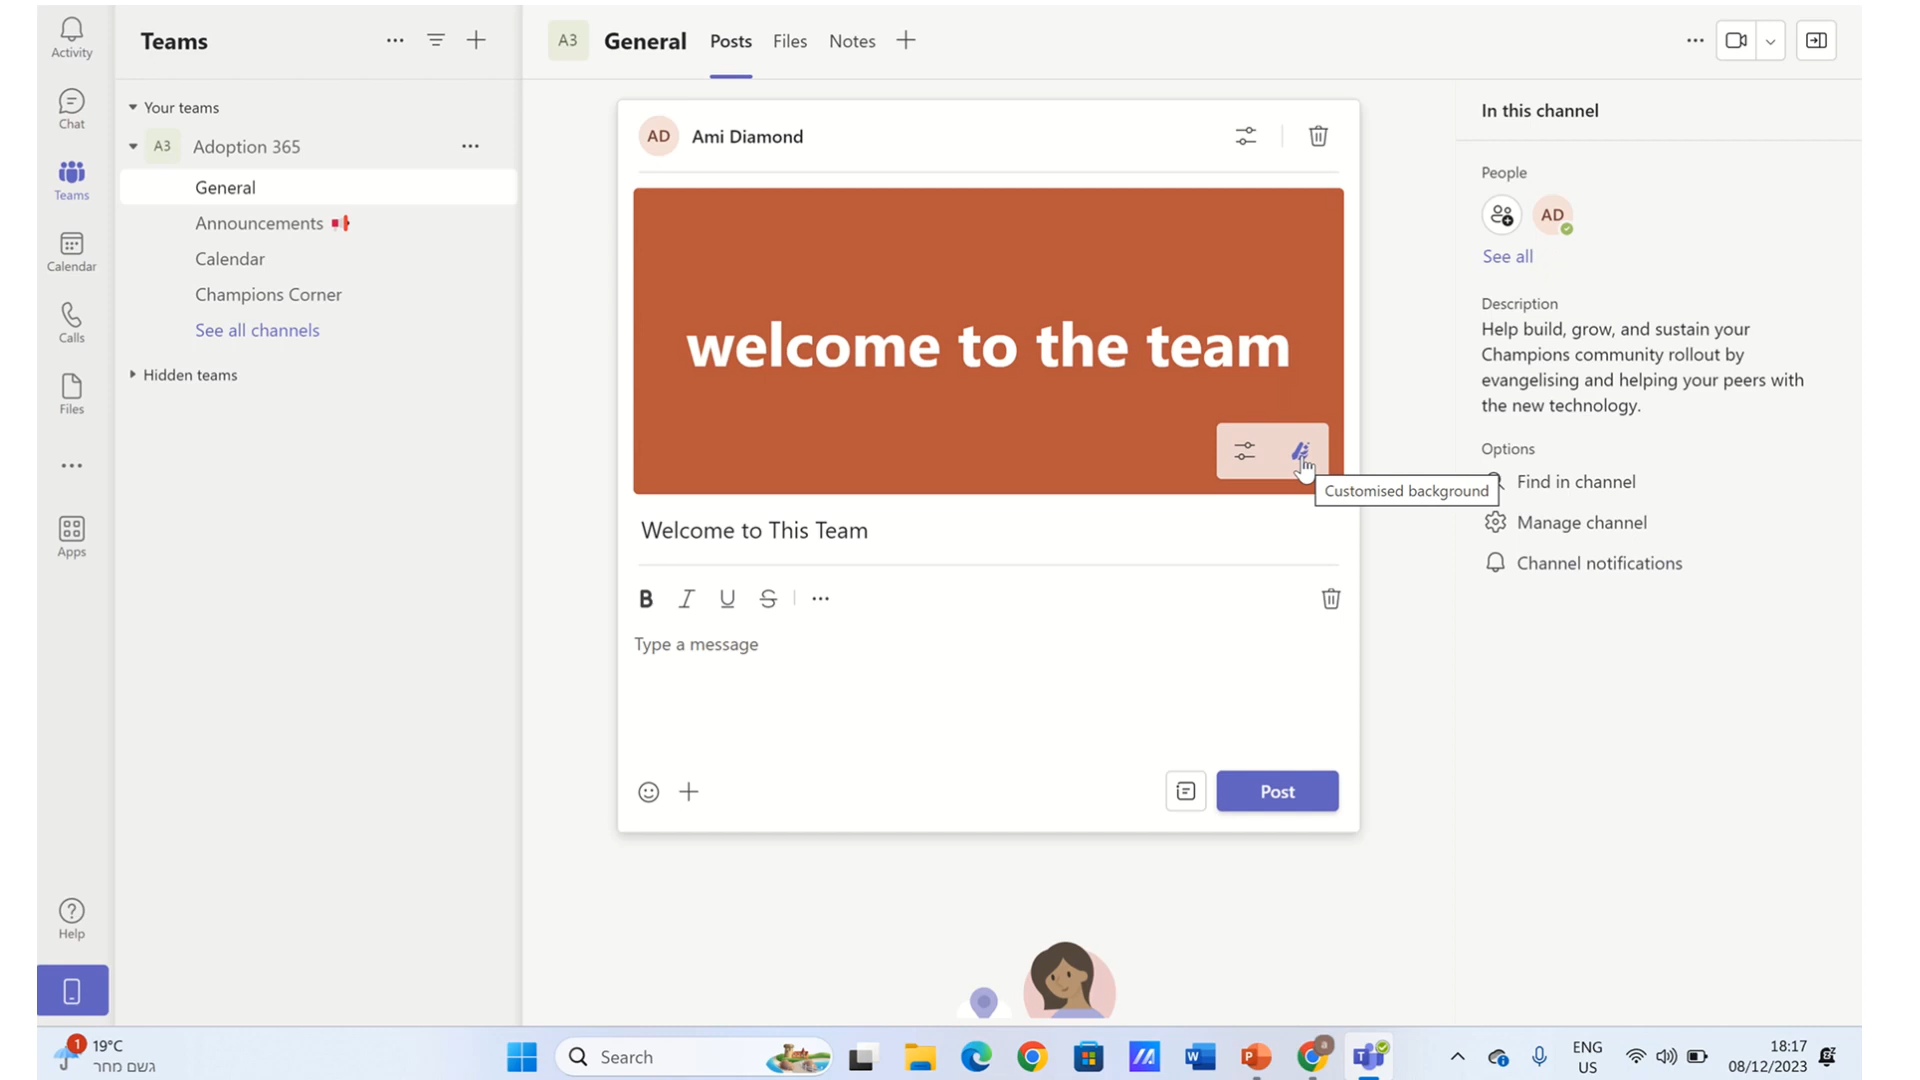 Activity
Chat
Teams
Calendar
Calls
Files
Apps
Help
Teams
Your teams
A3 Adoption 365
General
Announcements
Calendar
Champions Corner
See all channels
Hidden teams
A3 General Posts Files Notes
AD Ami Diamond
welcome to the team
Customised background
Welcome to This Team
B I U S
Type a message
Post
In this channel
People
AD
See all
Description
Help build, grow, and sustain your
Champions community rollout by
evangelising and helping your peers with
the new technology.
Options
Find in channel
Manage channel
Channel notifications
1
19°C
גשם מחר
Search
W
P
a
T
ENG
US
18:17
08/12/2023